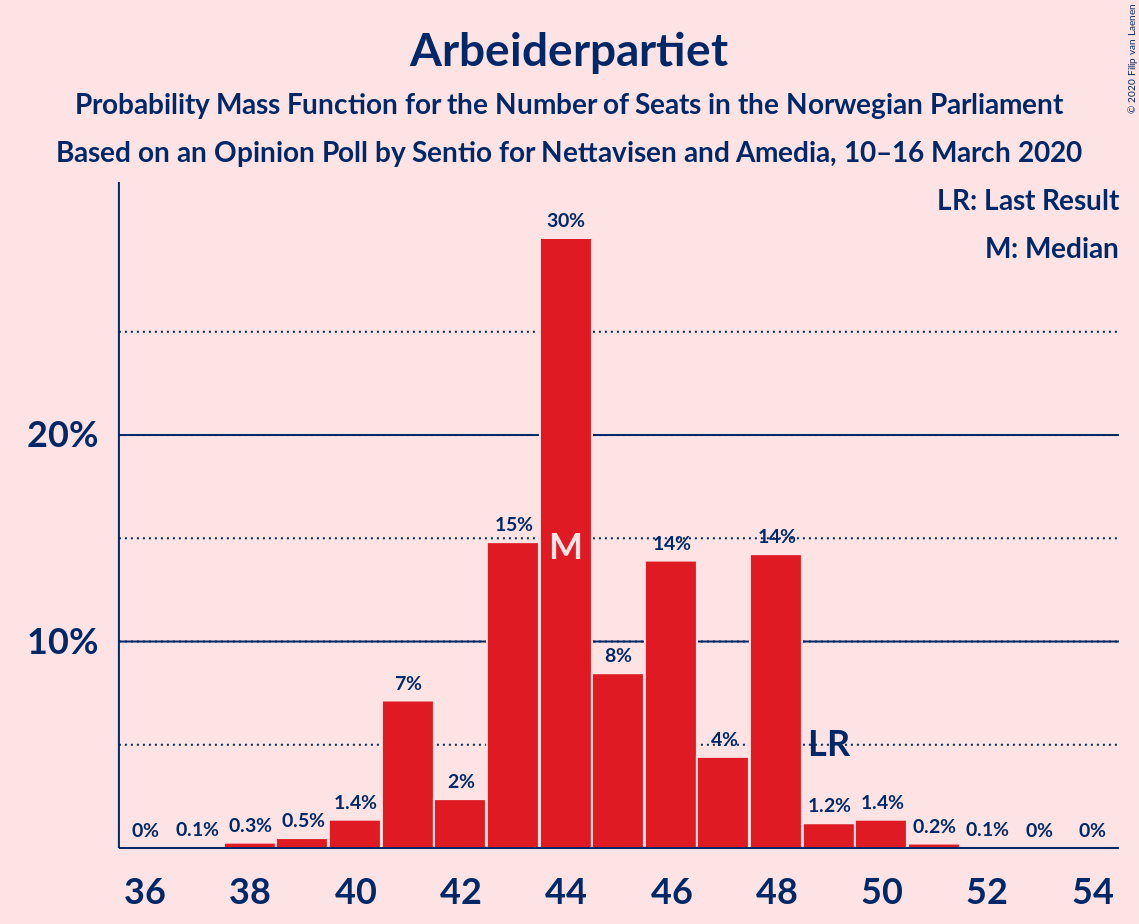 Arbeiderpartiet
Probability Mass Function for the Number of Seats in the Norwegian Parliament
Based on an Opinion Poll by Sentio for Nettavisen and Amedia, 10–16 March 2020
© 2020 Filip van Laenen
LR: Last Result
M: Median
30%
20%
15%
M
14%
14%
10%
8%
7%
4%
LR
2%
1.4%
1.2%
1.4%
0%
0.1%
0.3%
0.5%
0.2%
0.1%
0%
0%
36 38 40 42 44 46 48 50 52 54